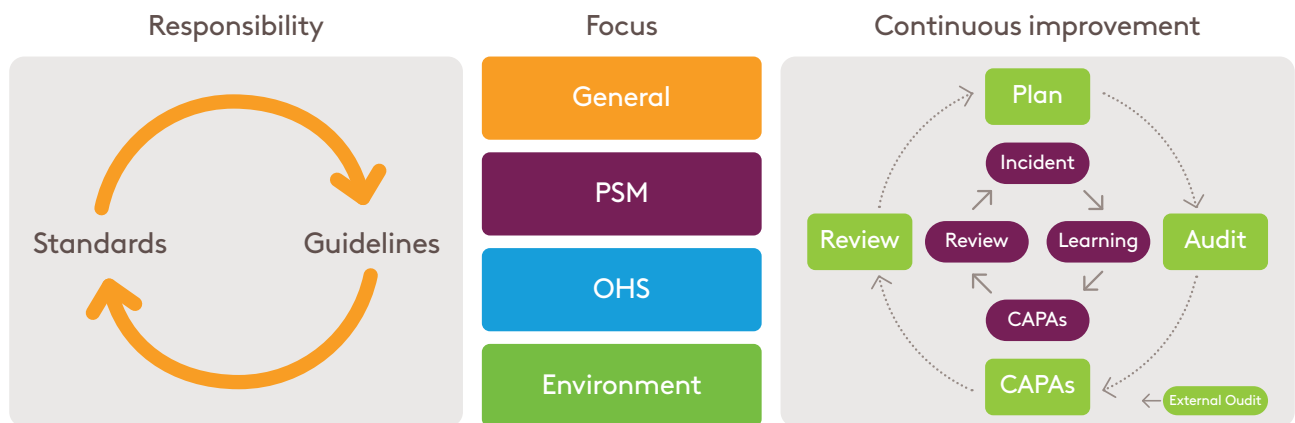 Responsibility
Focus
Continuous improvement
Standards
Guidelines
General
PSM
OHS
Environment
Plan
Incident
Review
Review
Learning
Audit
CAPAs
CAPAs
External Oudit